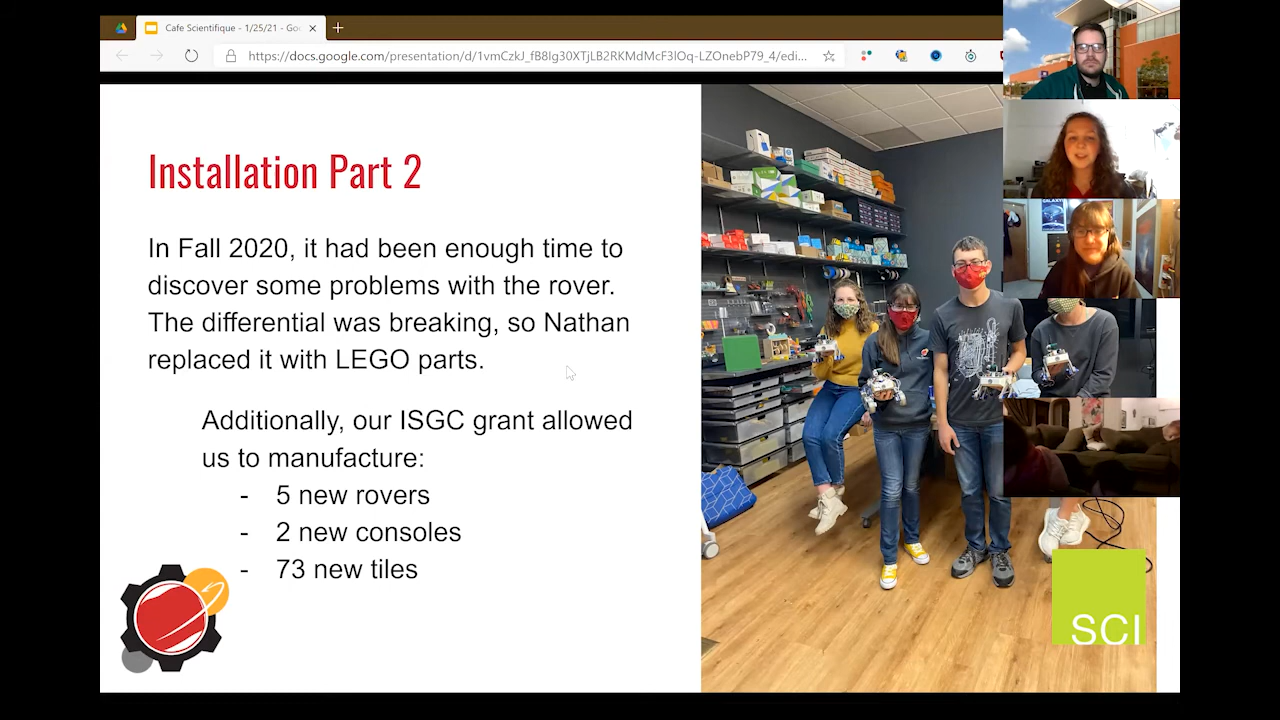 Cafe Scientifique - 1/25/21 - Goo
https://docs.google.com/presentation/d/1vmCzkJ_fB8Ig30XTjLB2RKMdMcF3lOq-LZOnebP79_4/edi...
Installation Part 2
In Fall 2020, it had been enough time to
discover some problems with the rover.
The differential was breaking, so Nathan
replaced it with LEGO parts.
Additionally, our ISGC grant allowed
us to manufacture:
- 5 new rovers
- 2 new consoles
- 73 new tiles
SCI